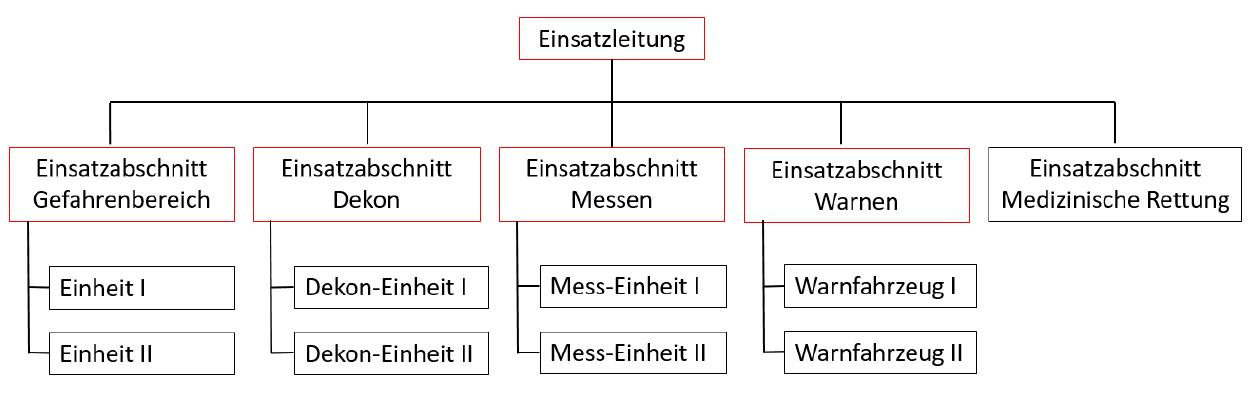 Einsatzleitung
Einsatzabschnitt
Gefahrenbereich
Einsatzabschnitt
Dekon
Einsatzabschnitt
Messen
Einsatzabschnitt
Warnen
Einsatzabschnitt
Medizinische Rettung
Einheit I
Dekon-Einheit I
Mess-Einheit I
Warnfahrzeug I
Einheit II
Dekon-Einheit II
Mess-Einheit II
Warnfahrzeug II